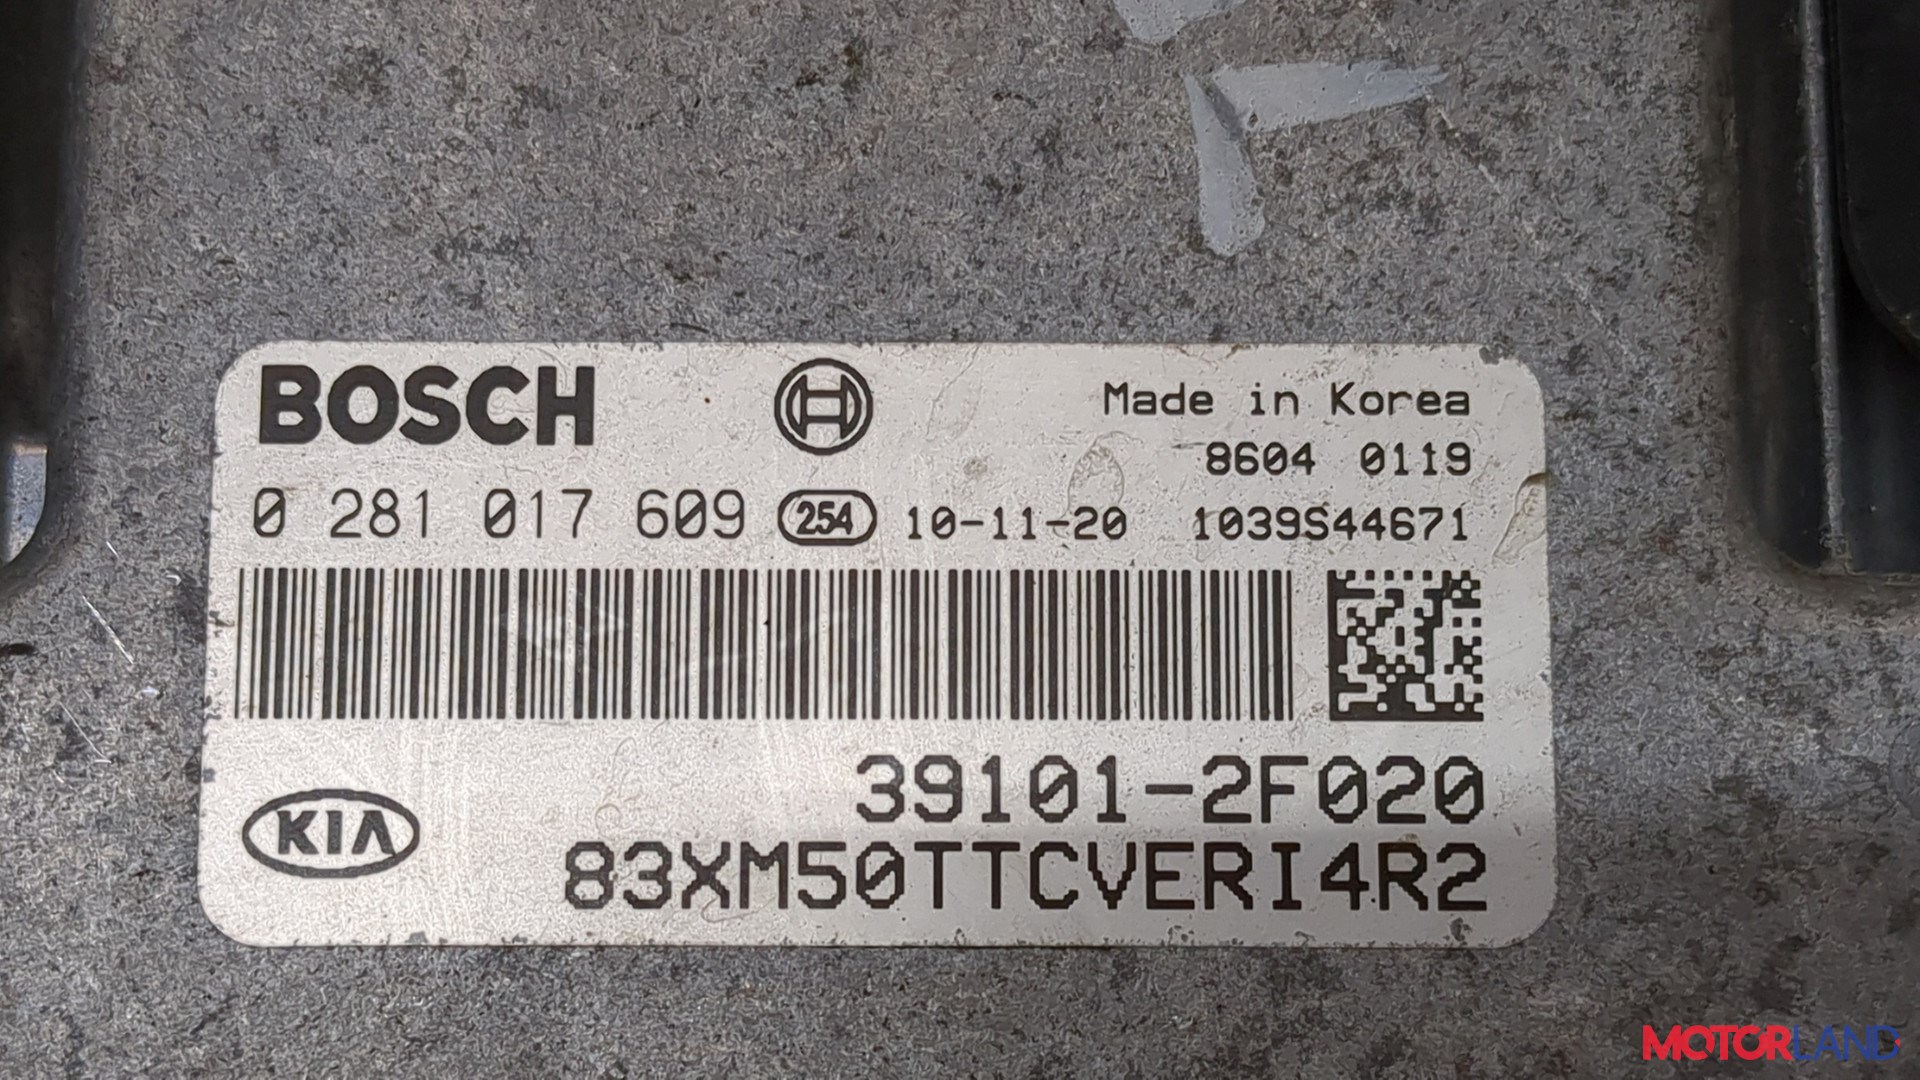 BOSCH
Made in Korea
8604 0119
0 281 017 609 254 10-11-20 1039S44671
39101-2F020
KIA
83XM50TTCVERI4R2
MOTORLAND